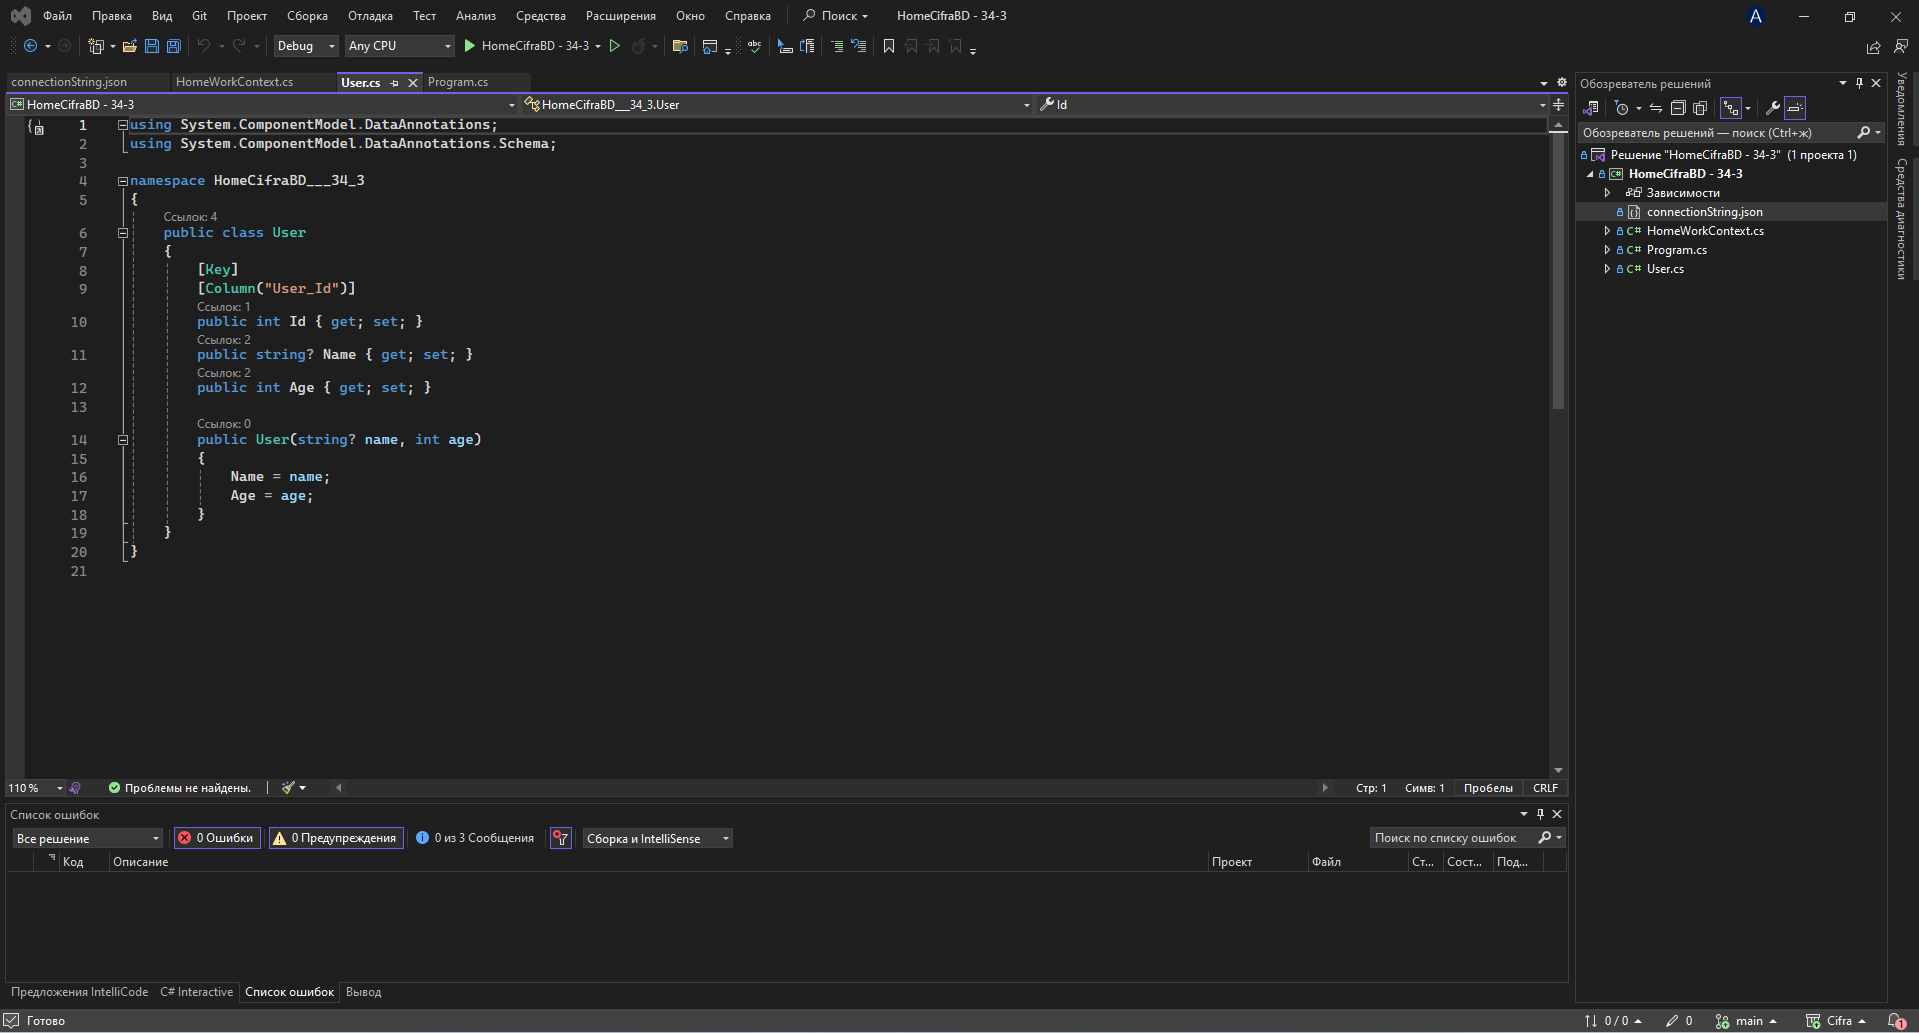 Файл Правка Вид Git Проект Сборка Отладка Тест Анализ Средства Расширения Окно Справка Поиск HomeCifraBD - 34-3 A
Debug Any CPU HomeCifraBD - 34-3 abc
connectionString.json HomeWorkContext.cs User.cs Program.cs
C# HomeCifraBD - 34-3 HomeCifraBD___34_3.User Id
1 using System.ComponentModel.DataAnnotations;
2 using System.ComponentModel.DataAnnotations.Schema;
3
4 namespace HomeCifraBD___34_3
5 {
Ссылок: 4
6 public class User
7 {
8 [Key]
9 [Column("User_Id")]
Ссылок: 1
10 public int Id { get; set; }
Ссылок: 2
11 public string? Name { get; set; }
Ссылок: 2
12 public int Age { get; set; }
13
Ссылок: 0
14 public User(string? name, int age)
15 {
16 Name = name;
17 Age = age;
18 }
19 }
20 }
21
110 % Проблемы не найдены. Стр: 1 Симв: 1 Пробелы CRLF
Список ошибок
Все решение 0 Ошибки 0 Предупреждения 0 из 3 Сообщения Сборка и IntelliSense Поиск по списку ошибок
Код Описание Проект Файл Ст... Сост... Под...
Предложения IntelliCode C# Interactive Список ошибок Вывод
Обозреватель решений
Обозреватель решений — поиск (Ctrl+ж)
Решение "HomeCifraBD - 34-3" (1 проекта 1)
C# HomeCifraBD - 34-3
Зависимости
connectionString.json
C# HomeWorkContext.cs
C# Program.cs
C# User.cs
Уведомления
Средства диагностики
Готово 0 / 0 0 main Cifra 1